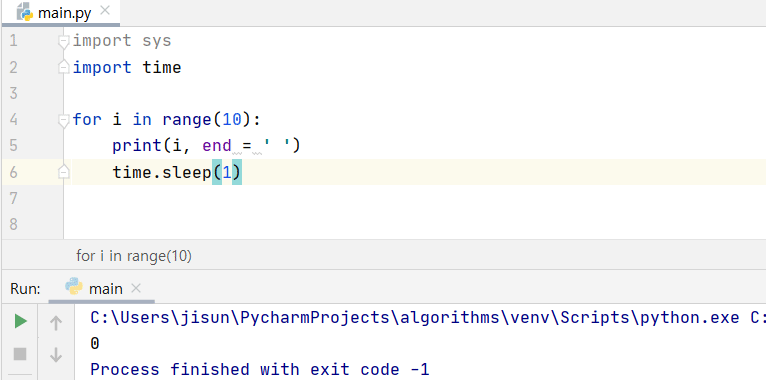 main.py
1 import sys
2 import time
3
4 for i in range(10):
5     print(i, end = ' ')
6     time.sleep(1)
7
8
for i in range(10)
Run: main
C:\Users\jisun\PycharmProjects\algorithms\venv\Scripts\python.exe C:
0
Process finished with exit code -1